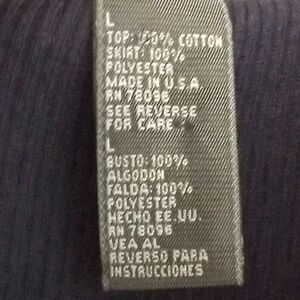 L
TOP: 100% COTTON
SKIRT: 100%
POLYESTER
MADE IN U.S.A.
RN 78096
SEE REVERSE
FOR CARE
L
BUSTO: 100%
ALGODON
FALDA: 100%
POLYESTER
HECHO EE.UU.
RN 78096
VEA AL
REVERSO PARA
INSTRUCCIONES